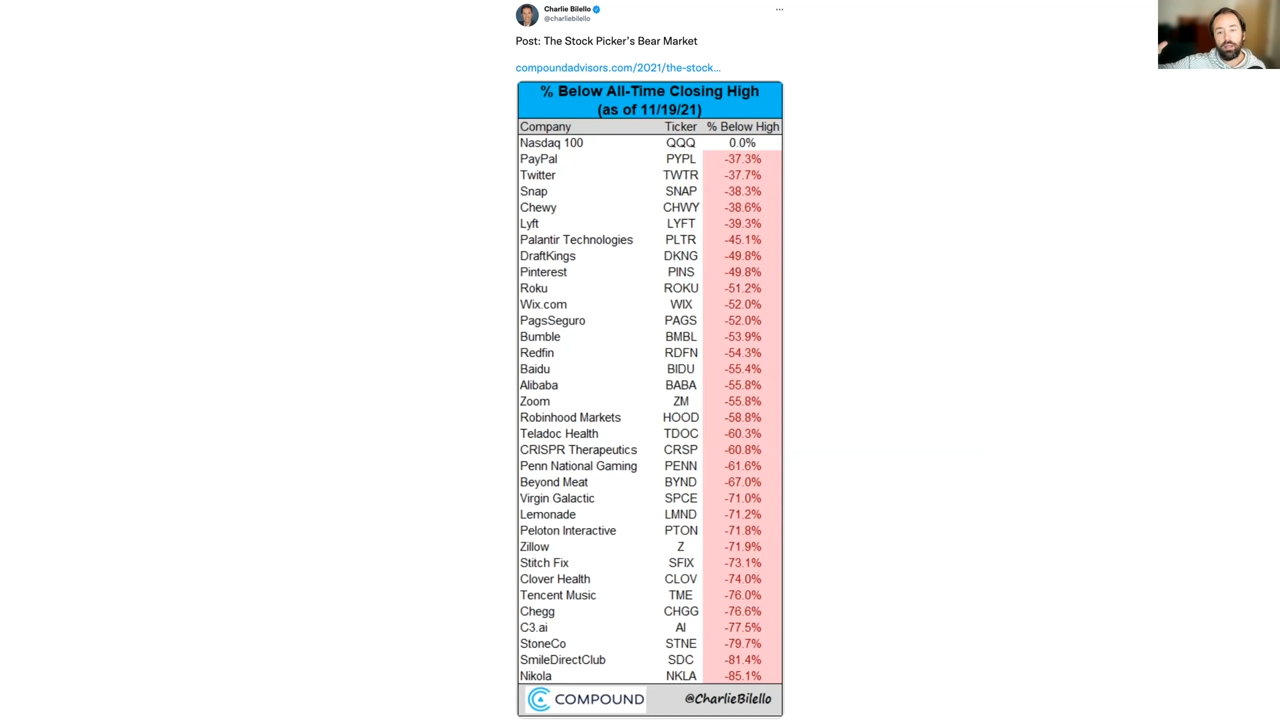 Charlie Bilello
@charliebilello
Post: The Stock Picker's Bear Market
compoundadvisors.com/2021/the-stock…
% Below All-Time Closing High
(as of 11/19/21)
Company Ticker % Below High
Nasdaq 100 QQQ 0.0%
PayPal PYPL -37.3%
Twitter TWTR -37.7%
Snap SNAP -38.3%
Chewy CHWY -38.6%
Lyft LYFT -39.3%
Palantir Technologies PLTR -45.1%
DraftKings DKNG -49.8%
Pinterest PINS -49.8%
Roku ROKU -51.2%
Wix.com WIX -52.0%
PagsSeguro PAGS -52.0%
Bumble BMBL -53.9%
Redfin RDFN -54.3%
Baidu BIDU -55.4%
Alibaba BABA -55.8%
Zoom ZM -55.8%
Robinhood Markets HOOD -58.8%
Teladoc Health TDOC -60.3%
CRISPR Therapeutics CRSP -60.8%
Penn National Gaming PENN -61.6%
Beyond Meat BYND -67.0%
Virgin Galactic SPCE -71.0%
Lemonade LMND -71.2%
Peloton Interactive PTON -71.8%
Zillow Z -71.9%
Stitch Fix SFIX -73.1%
Clover Health CLOV -74.0%
Tencent Music TME -76.0%
Chegg CHGG -76.6%
C3.ai AI -77.5%
StoneCo STNE -79.7%
SmileDirectClub SDC -81.4%
Nikola NKLA -85.1%
COMPOUND @CharlieBilello